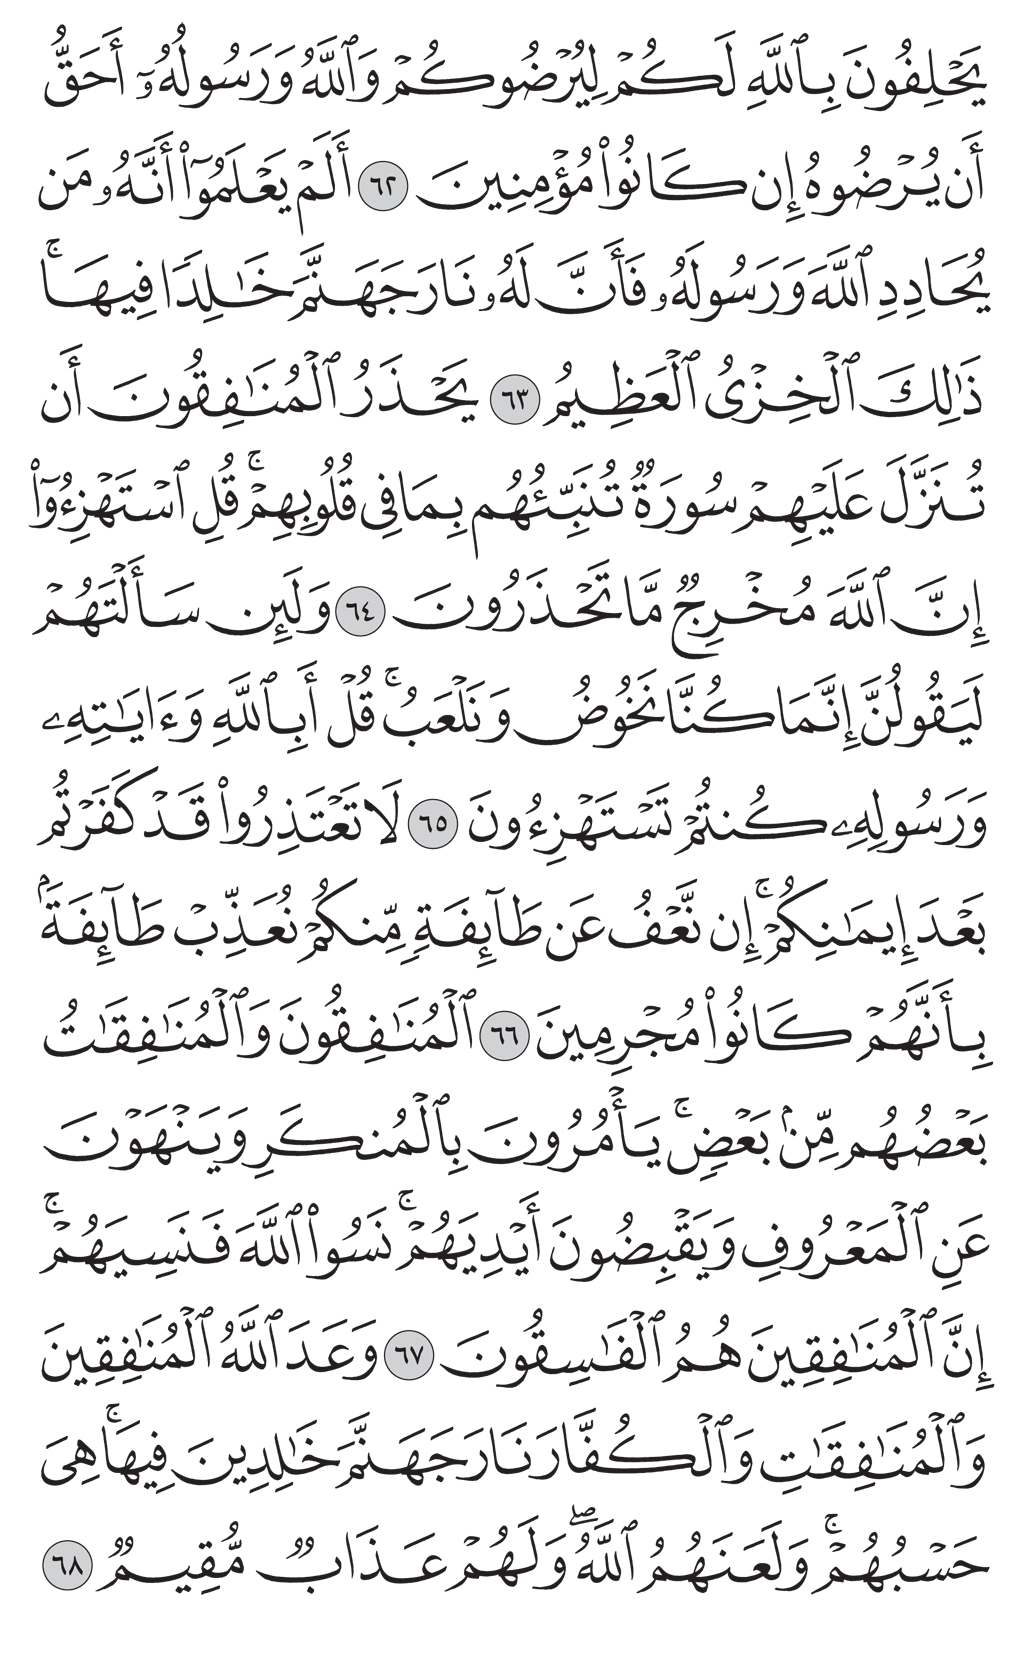 يَحْلِفُونَ بِٱللَّهِ لَكُمْ لِيُرْضُوكُمْ وَٱللَّهُ وَرَسُولُهُۥٓ أَحَقُّ
أَن يُرْضُوهُ إِن كَانُوا۟ مُؤْمِنِينَ ٦٢ أَلَمْ يَعْلَمُوٓا۟ أَنَّهُۥ مَن
يُحَادِدِ ٱللَّهَ وَرَسُولَهُۥ فَأَنَّ لَهُۥ نَارَ جَهَنَّمَ خَـٰلِدًا فِيهَا ۚ
ذَٰلِكَ ٱلْخِزْىُ ٱلْعَظِيمُ ٦٣ يَحْذَرُ ٱلْمُنَـٰفِقُونَ أَن
تُنَزَّلَ عَلَيْهِمْ سُورَةٌ تُنَبِّئُهُم بِمَا فِى قُلُوبِهِمْ ۚ قُلِ ٱسْتَهْزِءُوٓا۟
إِنَّ ٱللَّهَ مُخْرِجٌ مَّا تَحْذَرُونَ ٦٤ وَلَئِن سَأَلْتَهُمْ
لَيَقُولُنَّ إِنَّمَا كُنَّا نَخُوضُ وَنَلْعَبُ ۚ قُلْ أَبِٱللَّهِ وَءَايَـٰتِهِۦ
وَرَسُولِهِۦ كُنتُمْ تَسْتَهْزِءُونَ ٦٥ لَا تَعْتَذِرُوا۟ قَدْ كَفَرْتُم
بَعْدَ إِيمَـٰنِكُمْ ۚ إِن نَّعْفُ عَن طَآئِفَةٍ مِّنكُمْ نُعَذِّبْ طَآئِفَةًۢ
بِأَنَّهُمْ كَانُوا۟ مُجْرِمِينَ ٦٦ ٱلْمُنَـٰفِقُونَ وَٱلْمُنَـٰفِقَـٰتُ
بَعْضُهُم مِّنۢ بَعْضٍ ۚ يَأْمُرُونَ بِٱلْمُنكَرِ وَيَنْهَوْنَ
عَنِ ٱلْمَعْرُوفِ وَيَقْبِضُونَ أَيْدِيَهُمْ ۚ نَسُوا۟ ٱللَّهَ فَنَسِيَهُمْ ۚ
إِنَّ ٱلْمُنَـٰفِقِينَ هُمُ ٱلْفَـٰسِقُونَ ٦٧ وَعَدَ ٱللَّهُ ٱلْمُنَـٰفِقِينَ
وَٱلْمُنَـٰفِقَـٰتِ وَٱلْكُفَّارَ نَارَ جَهَنَّمَ خَـٰلِدِينَ فِيهَا ۚ هِىَ
حَسْبُهُمْ ۚ وَلَعَنَهُمُ ٱللَّهُ ۖ وَلَهُمْ عَذَابٌ مُّقِيمٌ ٦٨